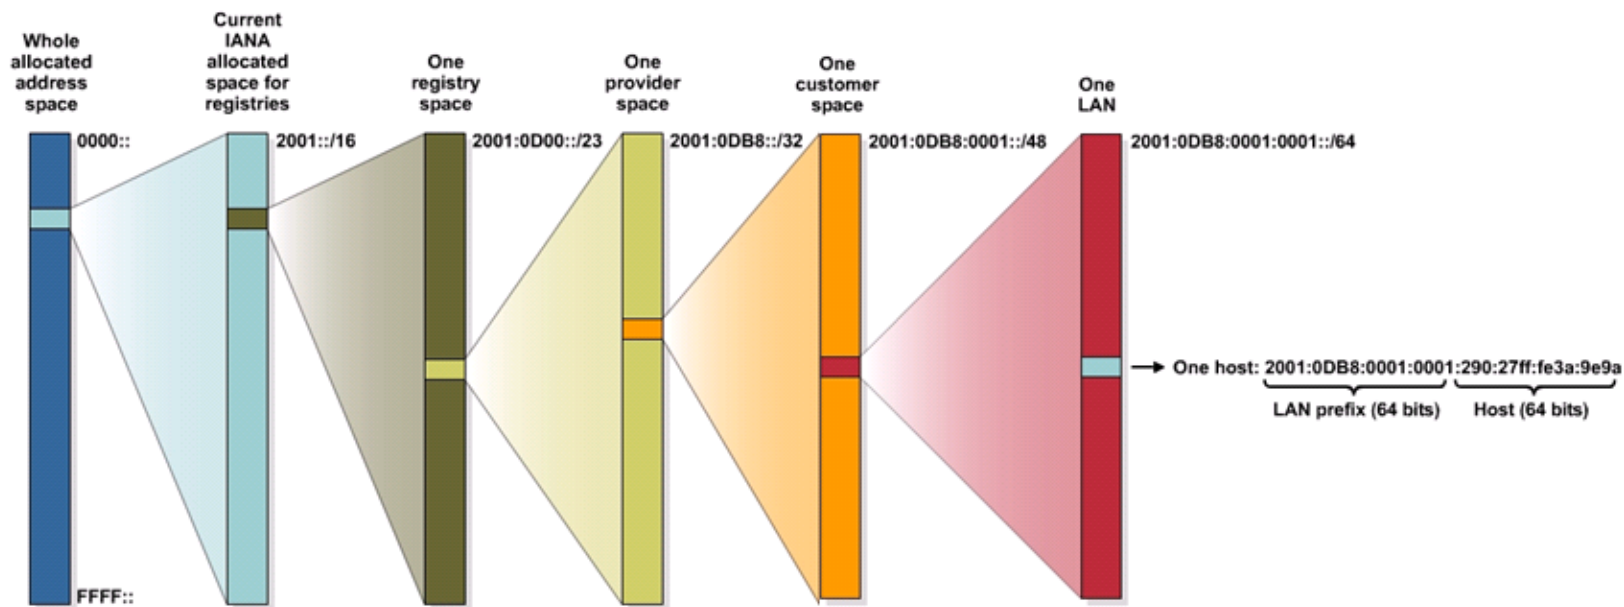 Whole
allocated
address
space
Current
IANA
allocated
space for
registries
One
registry
space
One
provider
space
One
customer
space
One
LAN
0000::
2001::/16
2001:0D00::/23
2001:0DB8::/32
2001:0DB8:0001::/48
2001:0DB8:0001:0001::/64
One host: 2001:0DB8:0001:0001:290:27ff:fe3a:9e9a
LAN prefix (64 bits)
Host (64 bits)
FFFF::